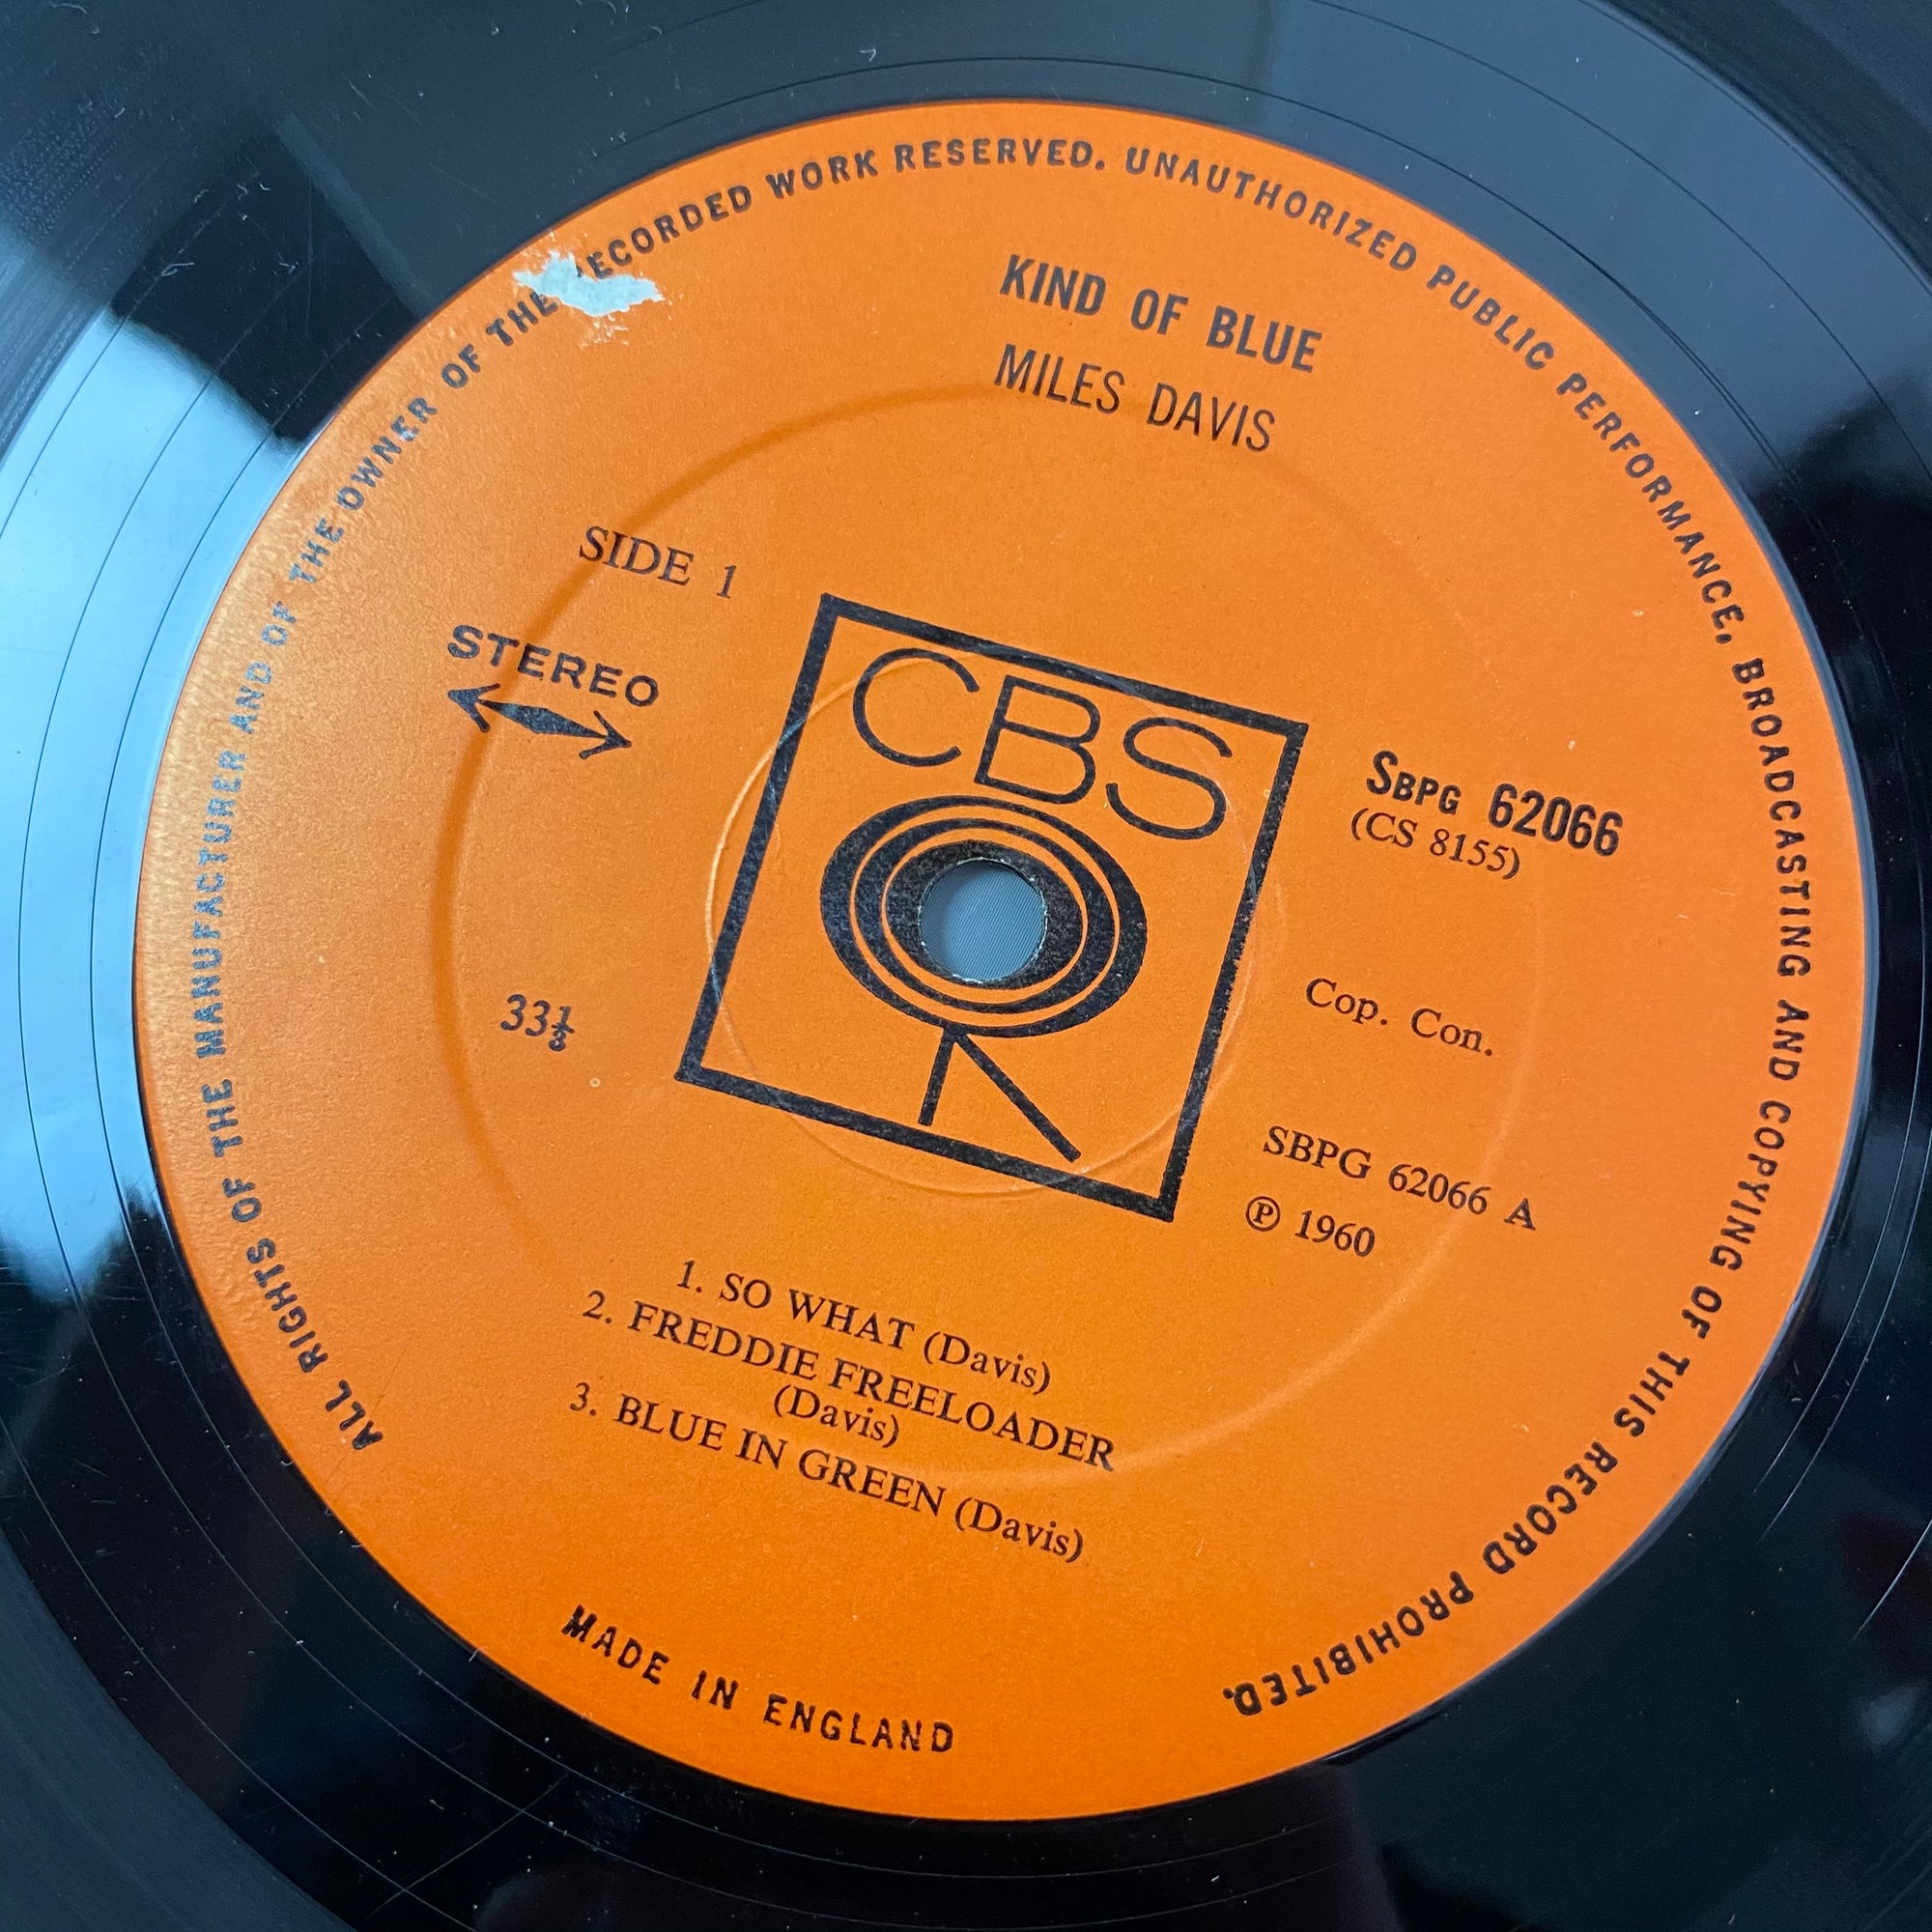 ALL RIGHTS OF THE MANUFACTURER AND OF THE OWNER OF THE RECORDED WORK RESERVED. UNAUTHORIZED PUBLIC PERFORMANCE, BROADCASTING AND COPYING OF THIS RECORD PROHIBITED.
KIND OF BLUE
MILES DAVIS
SIDE 1
STEREO
CBS
SBPG 62066
(CS 8155)
33⅓
Cop. Con.
SBPG 62066 A
℗ 1960
1. SO WHAT (Davis)
2. FREDDIE FREELOADER
(Davis)
3. BLUE IN GREEN (Davis)
MADE IN ENGLAND